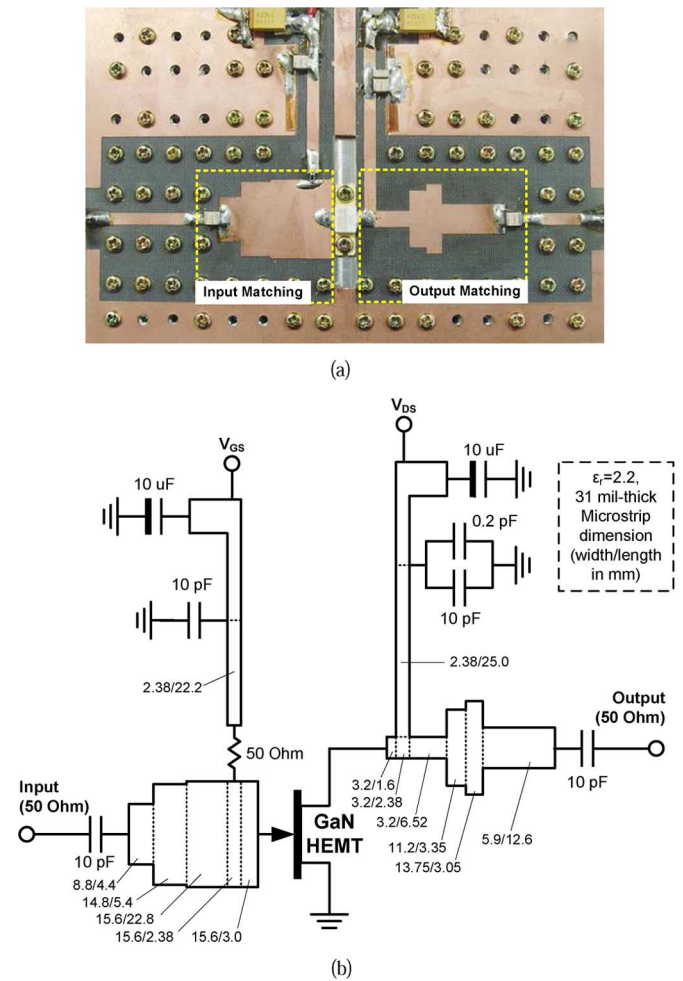 Input Matching
Output Matching
(a)
V_DS
V_GS
10 uF
10 uF
εr=2.2,
31 mil-thick
Microstrip
dimension
(width/length
in mm)
0.2 pF
10 pF
10 pF
2.38/22.2
2.38/25.0
Output
(50 Ohm)
50 Ohm
10 pF
Input
(50 Ohm)
10 pF
GaN
HEMT
3.2/1.6
3.2/2.38
3.2/6.52
11.2/3.35
13.75/3.05
5.9/12.6
8.8/4.4
14.8/5.4
15.6/22.8
15.6/2.38
15.6/3.0
(b)